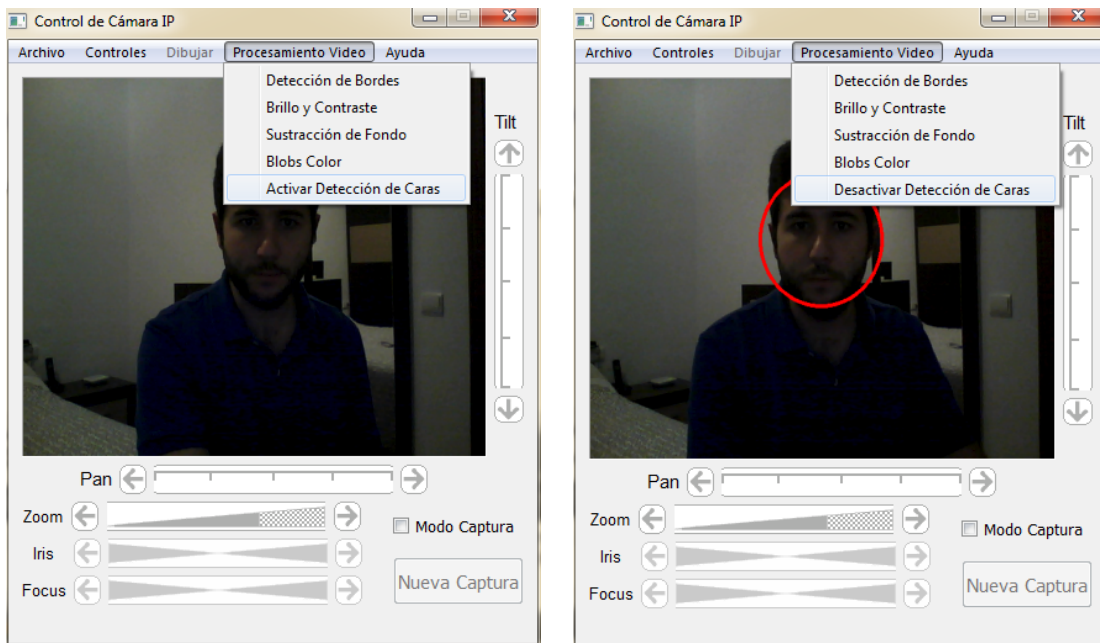 Control de Cámara IP
Archivo Controles Dibujar Procesamiento Video Ayuda
Detección de Bordes
Brillo y Contraste
Sustracción de Fondo
Blobs Color
Activar Detección de Caras
Tilt
Pan
Zoom
Modo Captura
Iris
Focus
Nueva Captura
Control de Cámara IP
Archivo Controles Dibujar Procesamiento Video Ayuda
Detección de Bordes
Brillo y Contraste
Sustracción de Fondo
Blobs Color
Desactivar Detección de Caras
Tilt
Pan
Zoom
Modo Captura
Iris
Focus
Nueva Captura